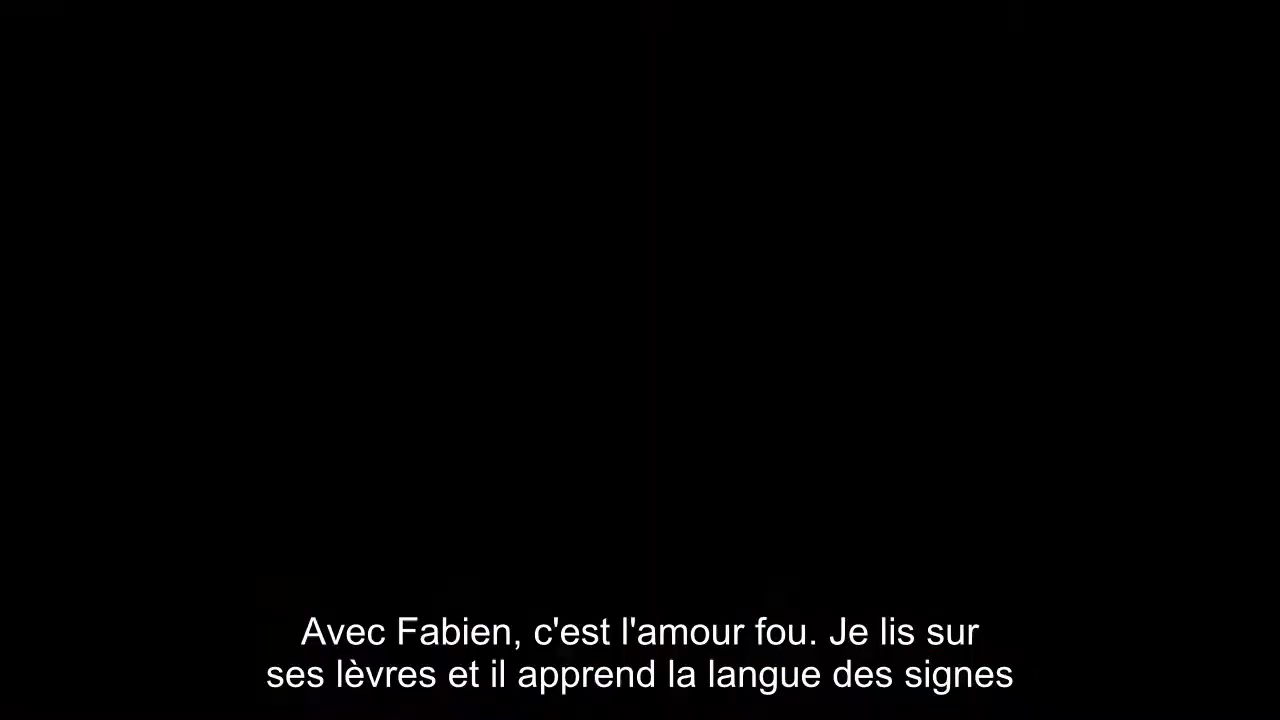 Avec Fabien, c'est l'amour fou. Je lis sur
ses lèvres et il apprend la langue des signes